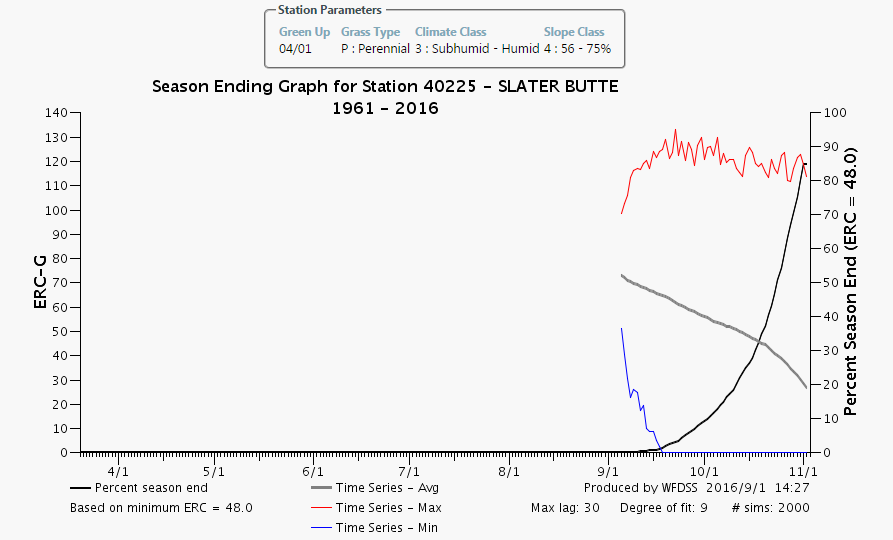 Station Parameters
Green Up Grass Type Climate Class Slope Class
04/01 P : Perennial 3 : Subhumid - Humid 4 : 56 - 75%
Season Ending Graph for Station 40225 - SLATER BUTTE
1961 - 2016
140
130
120
110
100
90
80
70
60
50
40
30
20
10
0
ERC-G
100
90
80
70
60
50
40
30
20
10
0
Percent Season End (ERC = 48.0)
4/1 5/1 6/1 7/1 8/1 9/1 10/1 11/1
Percent season end Time Series - Avg Produced by WFDSS 2016/9/1 14:27
Based on minimum ERC = 48.0 Time Series - Max Max lag: 30 Degree of fit: 9 # sims: 2000
Time Series - Min